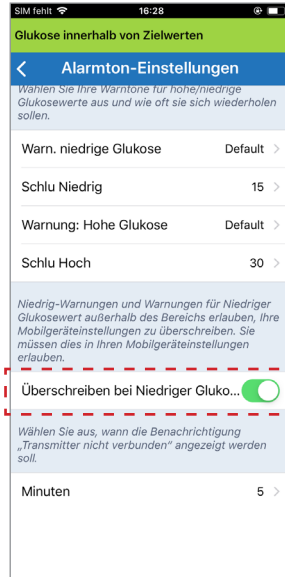 SIM fehlt 16:28
Glukose innerhalb von Zielwerten
Alarmton-Einstellungen
Wählen Sie Ihre Warntöne für hohe/niedrige
Glukosewerte aus und wie oft sie sich wiederholen
sollen.
Warn. niedrige Glukose Default
Schlu Niedrig 15
Warnung: Hohe Glukose Default
Schlu Hoch 30
Niedrig-Warnungen und Warnungen für Niedriger
Glukosewert außerhalb des Bereichs erlauben, Ihre
Mobilgeräteinstellungen zu überschreiben. Sie
müssen dies in Ihren Mobilgeräteinstellungen
erlauben.
Überschreiben bei Niedriger Gluko...
Wählen Sie aus, wann die Benachrichtigung
„Transmitter nicht verbunden" angezeigt werden
soll.
Minuten 5